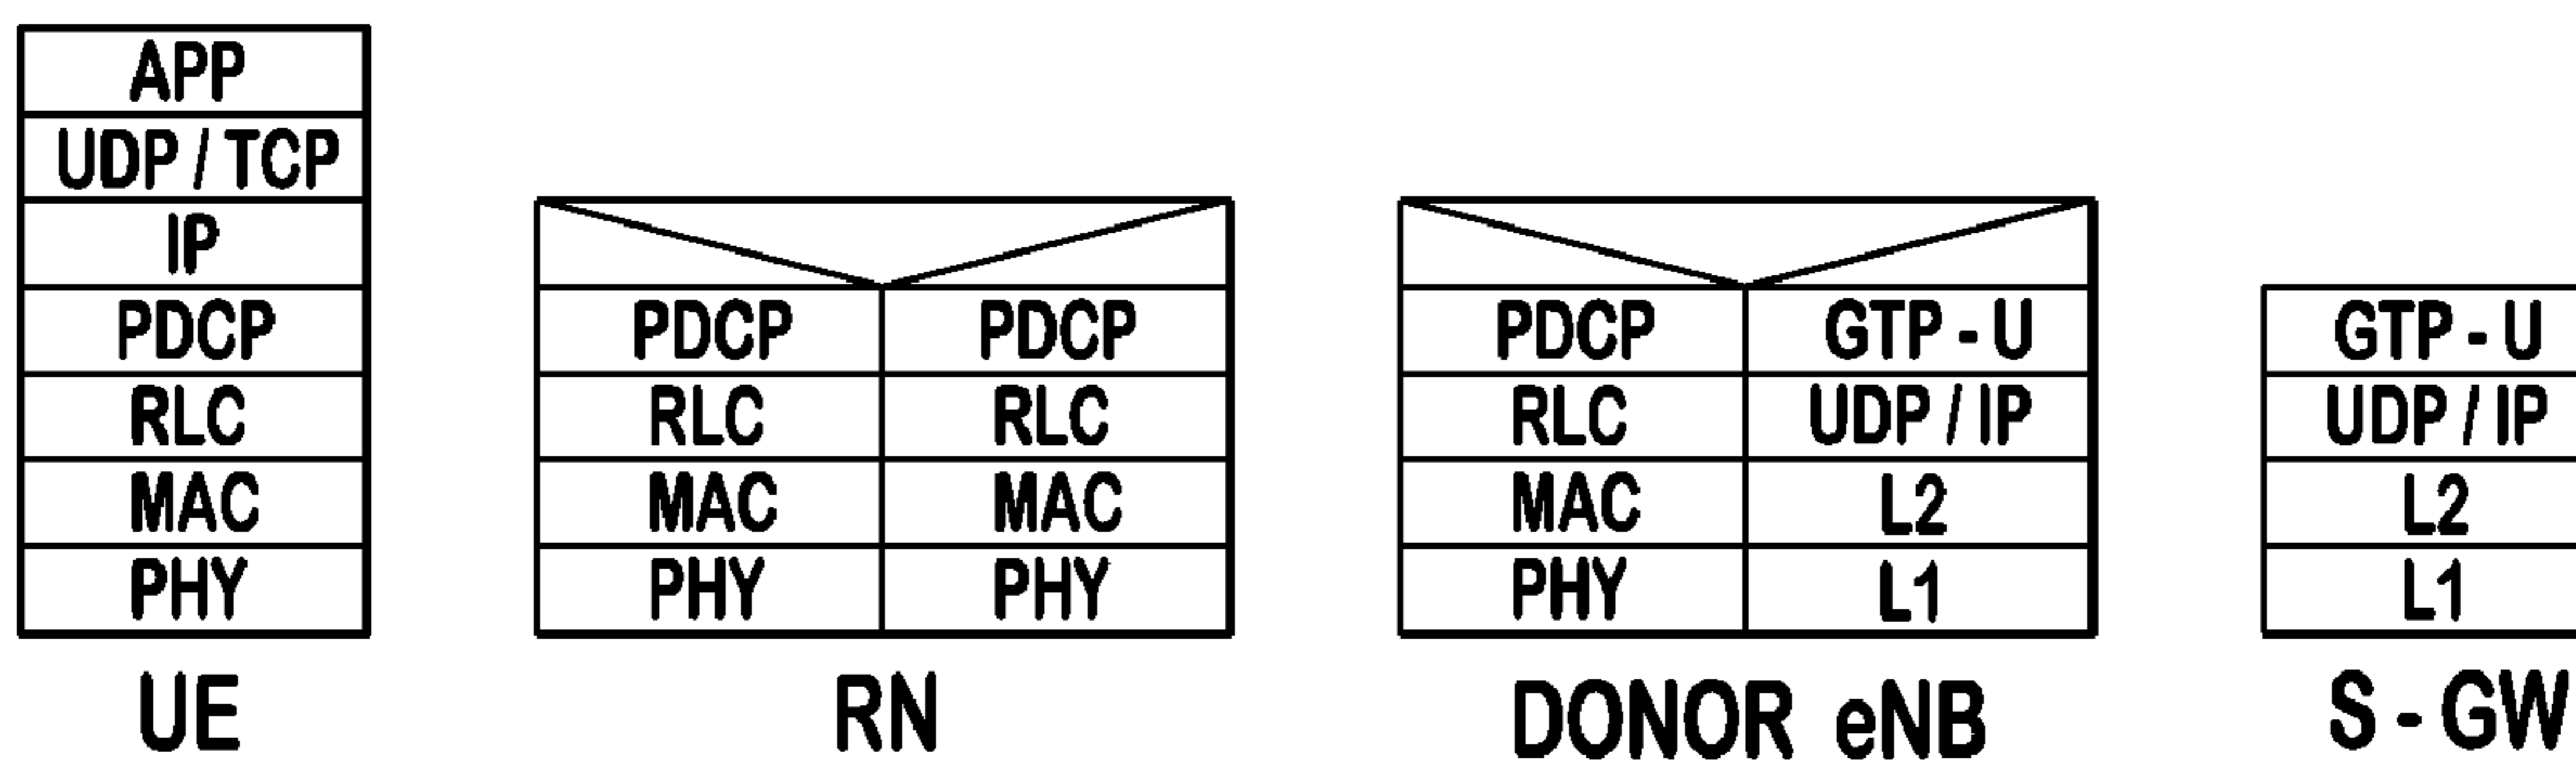 APP
UDP / TCP
IP
PDCP
RLC
MAC
PHY
UE
PDCP PDCP
RLC RLC
MAC MAC
PHY PHY
RN
PDCP GTP - U
RLC UDP / IP
MAC L2
PHY L1
DONOR eNB
GTP - U
UDP / IP
L2
L1
S - GW